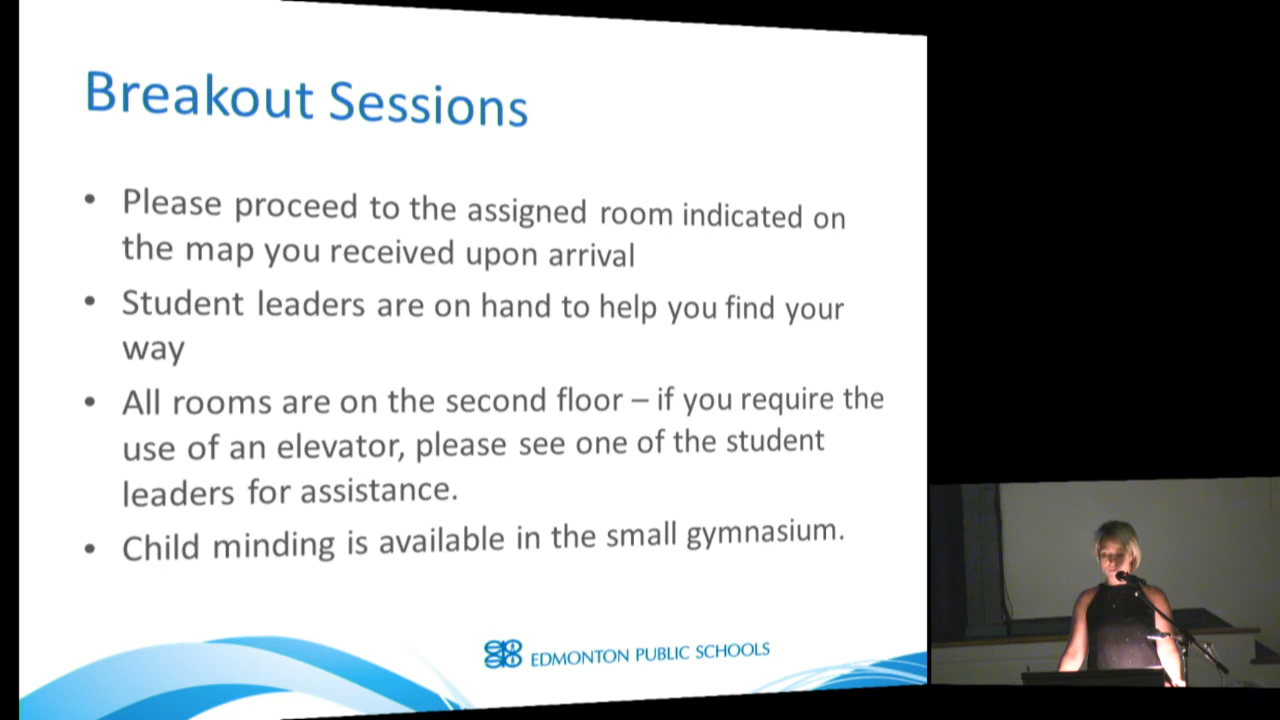 Breakout Sessions
• Please proceed to the assigned room indicated on
the map you received upon arrival
• Student leaders are on hand to help you find your
way
• All rooms are on the second floor – if you require the
use of an elevator, please see one of the student
leaders for assistance.
• Child minding is available in the small gymnasium.
EDMONTON PUBLIC SCHOOLS